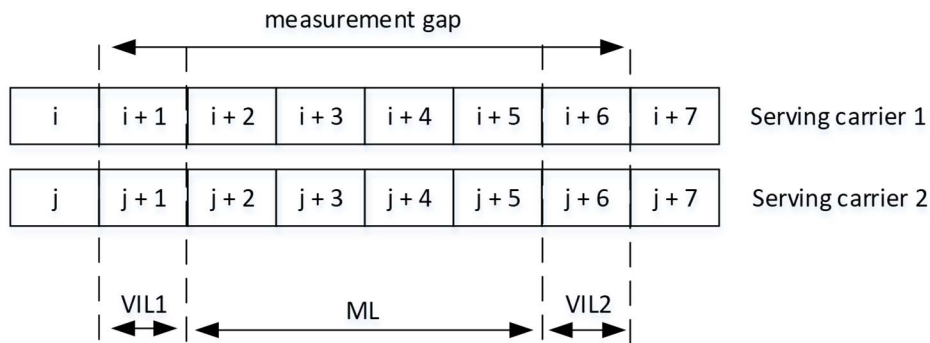 measurement gap
i i + 1 i + 2 i + 3 i + 4 i + 5 i + 6 i + 7 Serving carrier 1
j j + 1 j + 2 j + 3 j + 4 j + 5 j + 6 j + 7 Serving carrier 2
VIL1 ML VIL2